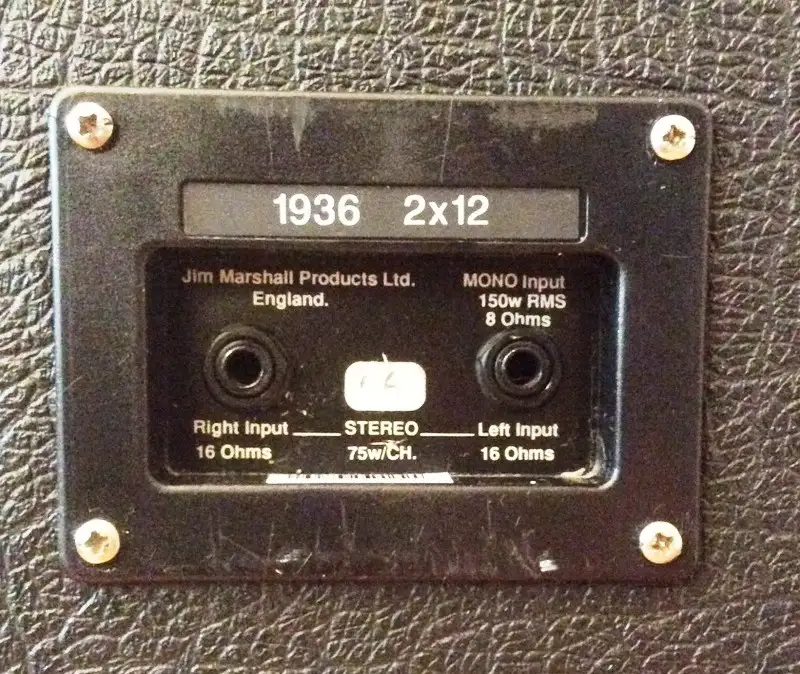 1936 2x12
Jim Marshall Products Ltd.
England.
MONO Input
150w RMS
8 Ohms
Right Input STEREO Left Input
16 Ohms 75w/CH. 16 Ohms